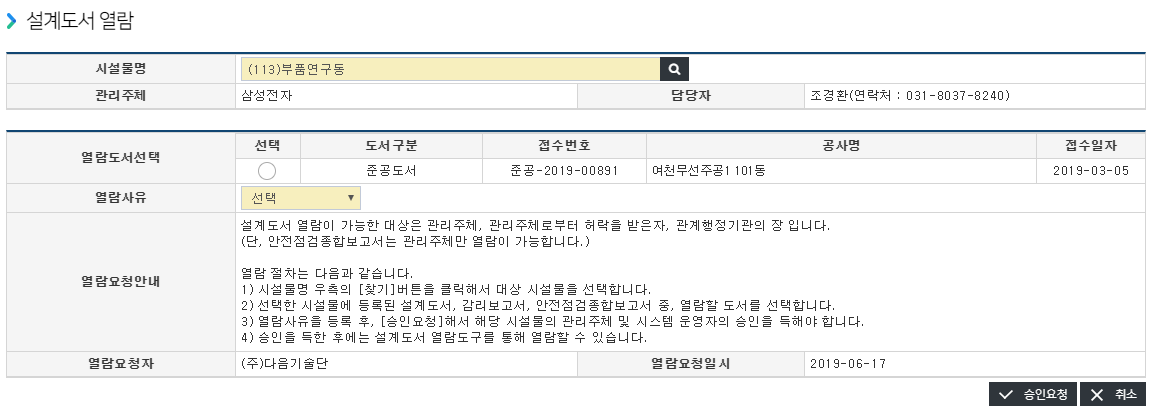 설계도서 열람
시설물명 (113)부품연구동
관리주체 삼성전자 담당자 조경환(연락처 : 031-8037-8240)
열람도서선택 선택 도서구분 접수번호 공사명 접수일자
준공도서 준공-2019-00891 여천무선주공1 101동 2019-03-05
열람사유 선택
열람요청안내
설계도서 열람이 가능한 대상은 관리주체, 관리주체로부터 허락을 받은자, 관계행정기관의 장 입니다.
(단, 안전점검종합보고서는 관리주체만 열람이 가능합니다.)
열람 절차는 다음과 같습니다.
1) 시설물명 우측의 [찾기]버튼을 클릭해서 대상 시설물을 선택합니다.
2) 선택한 시설물에 등록된 설계도서, 감리보고서, 안전점검종합보고서 중, 열람할 도서를 선택합니다.
3) 열람사유을 등록 후, [승인요청]해서 해당 시설물의 관리주체 및 시스템 운영자의 승인을 득해야 합니다.
4) 승인을 득한 후에는 설계도서 열람도구를 통해 열람할 수 있습니다.
열람요청자 (주)다음기술단 열람요청일시 2019-06-17
승인요청 취소